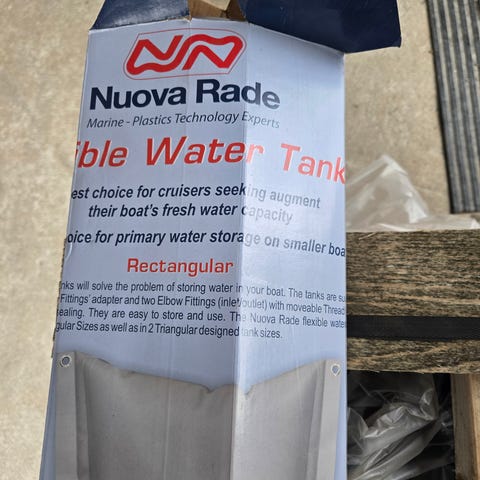 Nuova Rade
Marine - Plastics Technology Experts
ible Water Tank
est choice for cruisers seeking augment
their boat's fresh water capacity
oice for primary water storage on smaller boa
Rectangular
nks will solve the problem of storing water in your boat. The tanks are su
Fittings' adapter and two Elbow Fittings (inlet/outlet) with moveable Thread
ealing. They are easy to store and use. The Nuova Rade flexible water
gular Sizes as well as in 2 Triangular designed tank sizes.